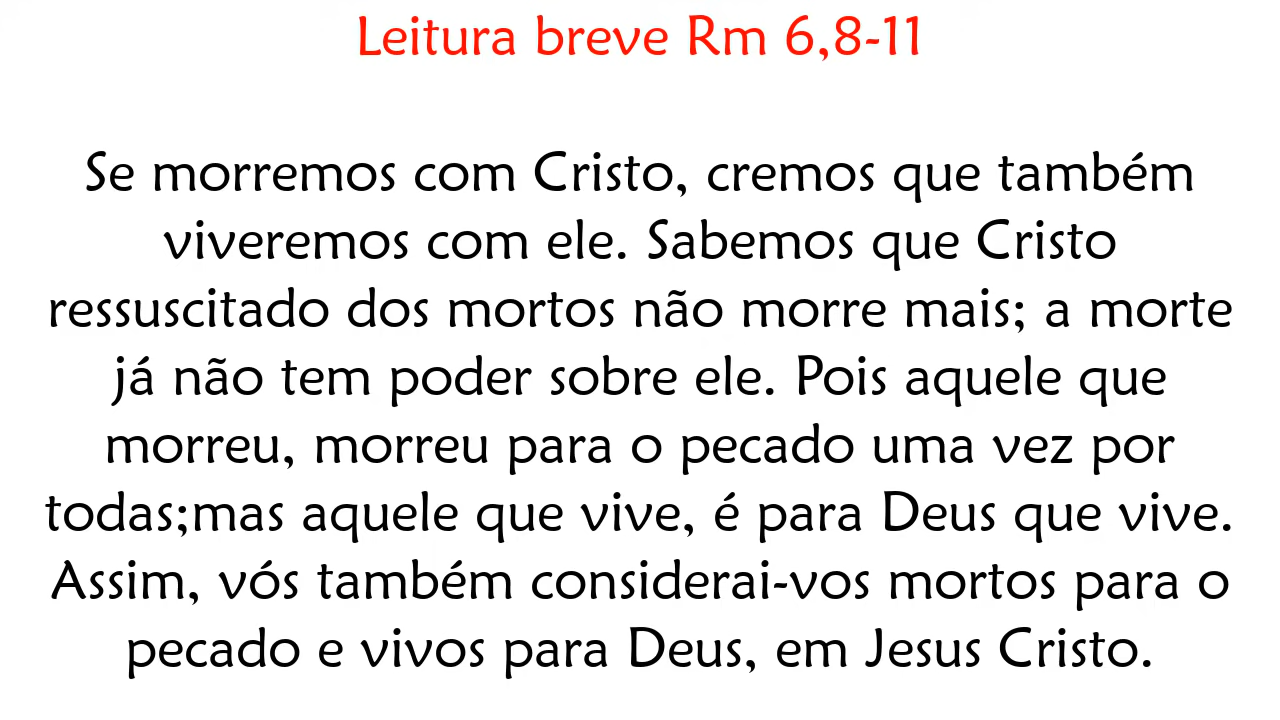 Leitura breve Rm 6,8-11
Se morremos com Cristo, cremos que também
viveremos com ele. Sabemos que Cristo
ressuscitado dos mortos não morre mais; a morte
já não tem poder sobre ele. Pois aquele que
morreu, morreu para o pecado uma vez por
todas;mas aquele que vive, é para Deus que vive.
Assim, vós também considerai-vos mortos para o
pecado e vivos para Deus, em Jesus Cristo.